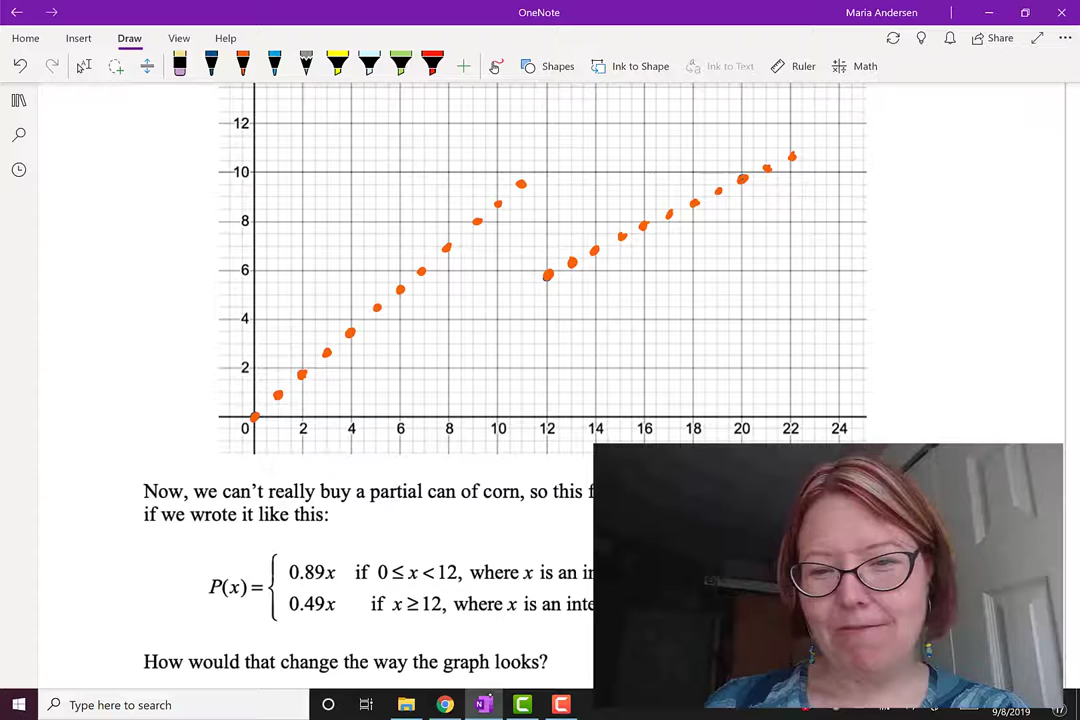 OneNote
Maria Andersen
Home Insert Draw View Help
Share
Shapes Ink to Shape Ink to Text Ruler Math
12
10
8
6
4
2
0 2 4 6 8 10 12 14 16 18 20 22 24
Now, we can't really buy a partial can of corn, so this
if we wrote it like this:
0.89x if 0 ≤ x < 12, where x is an
P(x) =
0.49x if x ≥ 12, where x is an
How would that change the way the graph looks?
Type here to search
9/8/2019